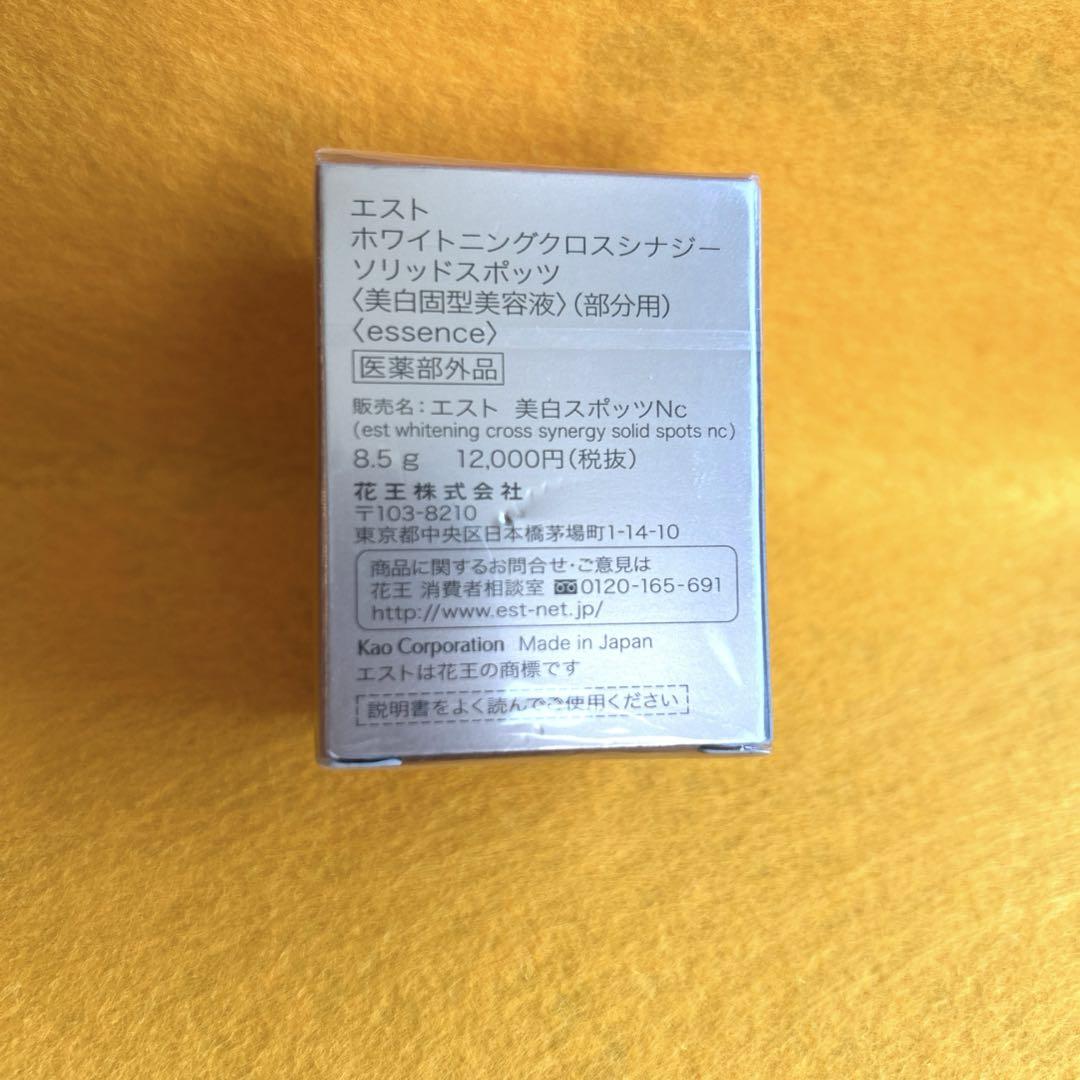 エスト
ホワイトニングクロスシナジー
ソリッドスポッツ
〈美白固型美容液〉（部分用）
〈essence〉
医薬部外品
販売名：エスト 美白スポッツNc
(est whitening cross synergy solid spots nc)
8.5 g 12,000円（税抜）
花王株式会社
〒103-8210
東京都中央区日本橋茅場町1-14-10
商品に関するお問合せ・ご意見は
花王 消費者相談室 0120-165-691
http://www.est-net.jp/
Kao Corporation Made in Japan
エストは花王の商標です
説明書をよく読んでご使用ください